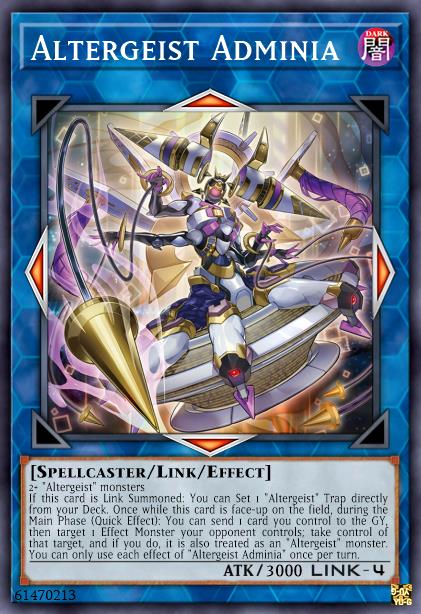 ALTERGEIST ADMINIA
DARK
闇
[SPELLCASTER/LINK/EFFECT]
2+ "Altergeist" monsters
If this card is Link Summoned: You can Set 1 "Altergeist" Trap directly
from your Deck. Once while this card is face-up on the field, during the
Main Phase (Quick Effect): You can send 1 card you control to the GY,
then target 1 Effect Monster your opponent controls; take control
of that target, and if you do, it is also treated as an "Altergeist" monster.
You can only use each effect of "Altergeist Adminia" once per turn.
ATK/3000 LINK-4
61470213